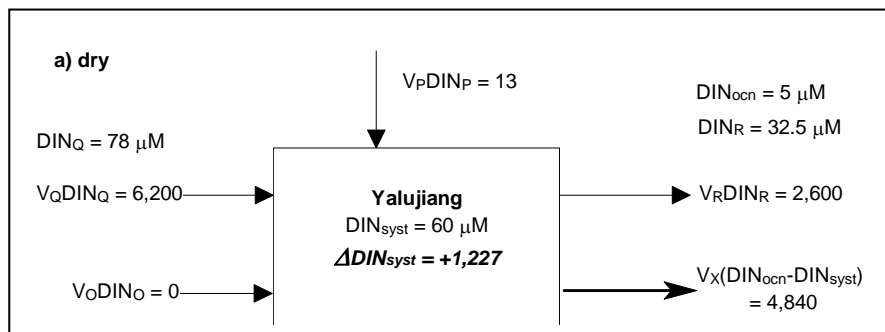 a) dry
VPDINP = 13
DINocn = 5 μM
DINR = 32.5 μM
DINQ = 78 μM
VQDINQ = 6,200
Yalujiang
DINsyst = 60 μM
ΔDINsyst = +1,227
VRDINR = 2,600
VODINO = 0
VX(DINocn-DINsyst)
= 4,840